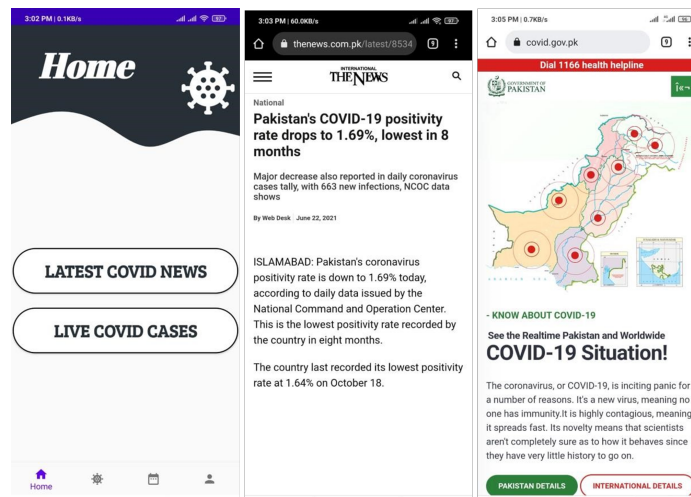 3:02 PM | 0.1KB/s
97
Home
LATEST COVID NEWS
LIVE COVID CASES
Home
3:03 PM | 60.0KB/s
97
thenews.com.pk/latest/8534
9
INTERNATIONAL
THE NEWS
National
Pakistan's COVID-19 positivity
rate drops to 1.69%, lowest in 8
months
Major decrease also reported in daily coronavirus
cases tally, with 663 new infections, NCOC data
shows
By Web Desk June 22, 2021
ISLAMABAD: Pakistan's coronavirus
positivity rate is down to 1.69% today,
according to daily data issued by the
National Command and Operation Center.
This is the lowest positivity rate recorded by
the country in eight months.
The country last recorded its lowest positivity
rate at 1.64% on October 18.
3:05 PM | 0.7KB/s
covid.gov.pk
9
Dial 1166 health helpline
GOVERNMENT OF
PAKISTAN
- KNOW ABOUT COVID-19
See the Realtime Pakistan and Worldwide
COVID-19 Situation!
The coronavirus, or COVID-19, is inciting panic for
a number of reasons. It's a new virus, meaning no
one has immunity.It is highly contagious, meaning
it spreads fast. Its novelty means that scientists
aren't completely sure as to how it behaves since
they have very little history to go on.
PAKISTAN DETAILS
INTERNATIONAL DETAILS